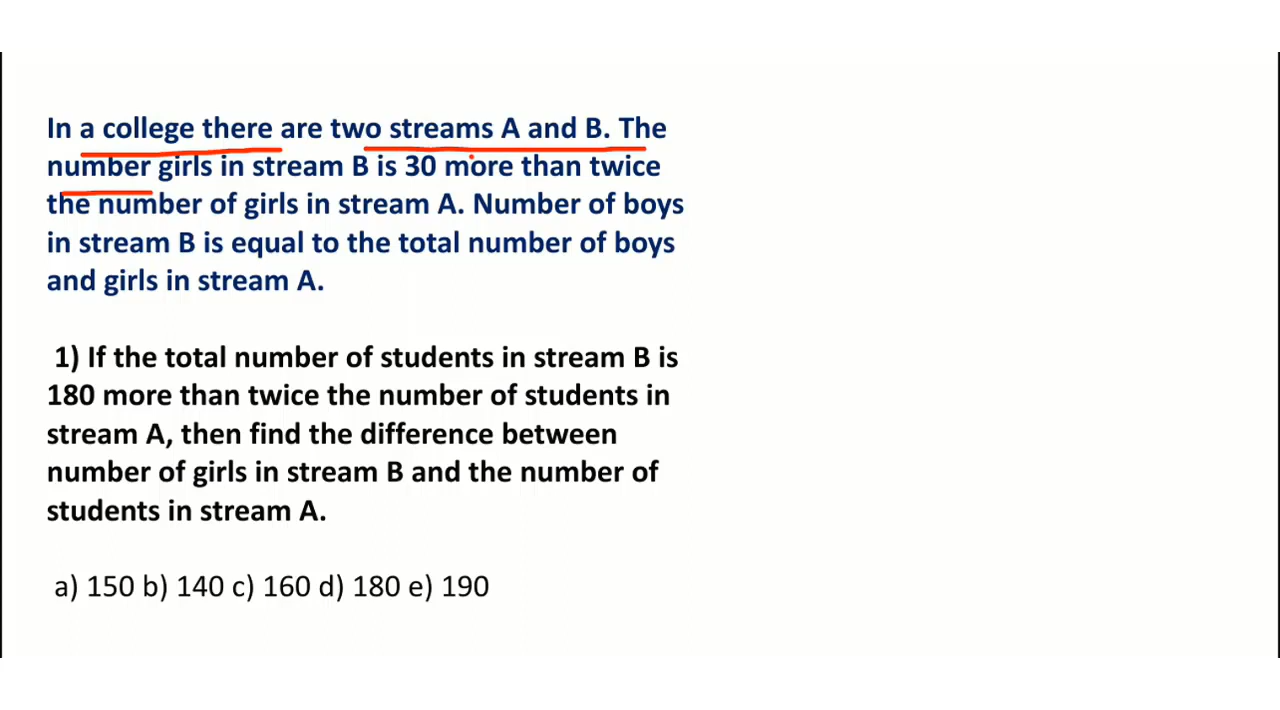 In a college there are two streams A and B. The
number girls in stream B is 30 more than twice
the number of girls in stream A. Number of boys
in stream B is equal to the total number of boys
and girls in stream A.
1) If the total number of students in stream B is
180 more than twice the number of students in
stream A, then find the difference between
number of girls in stream B and the number of
students in stream A.
a) 150 b) 140 c) 160 d) 180 e) 190